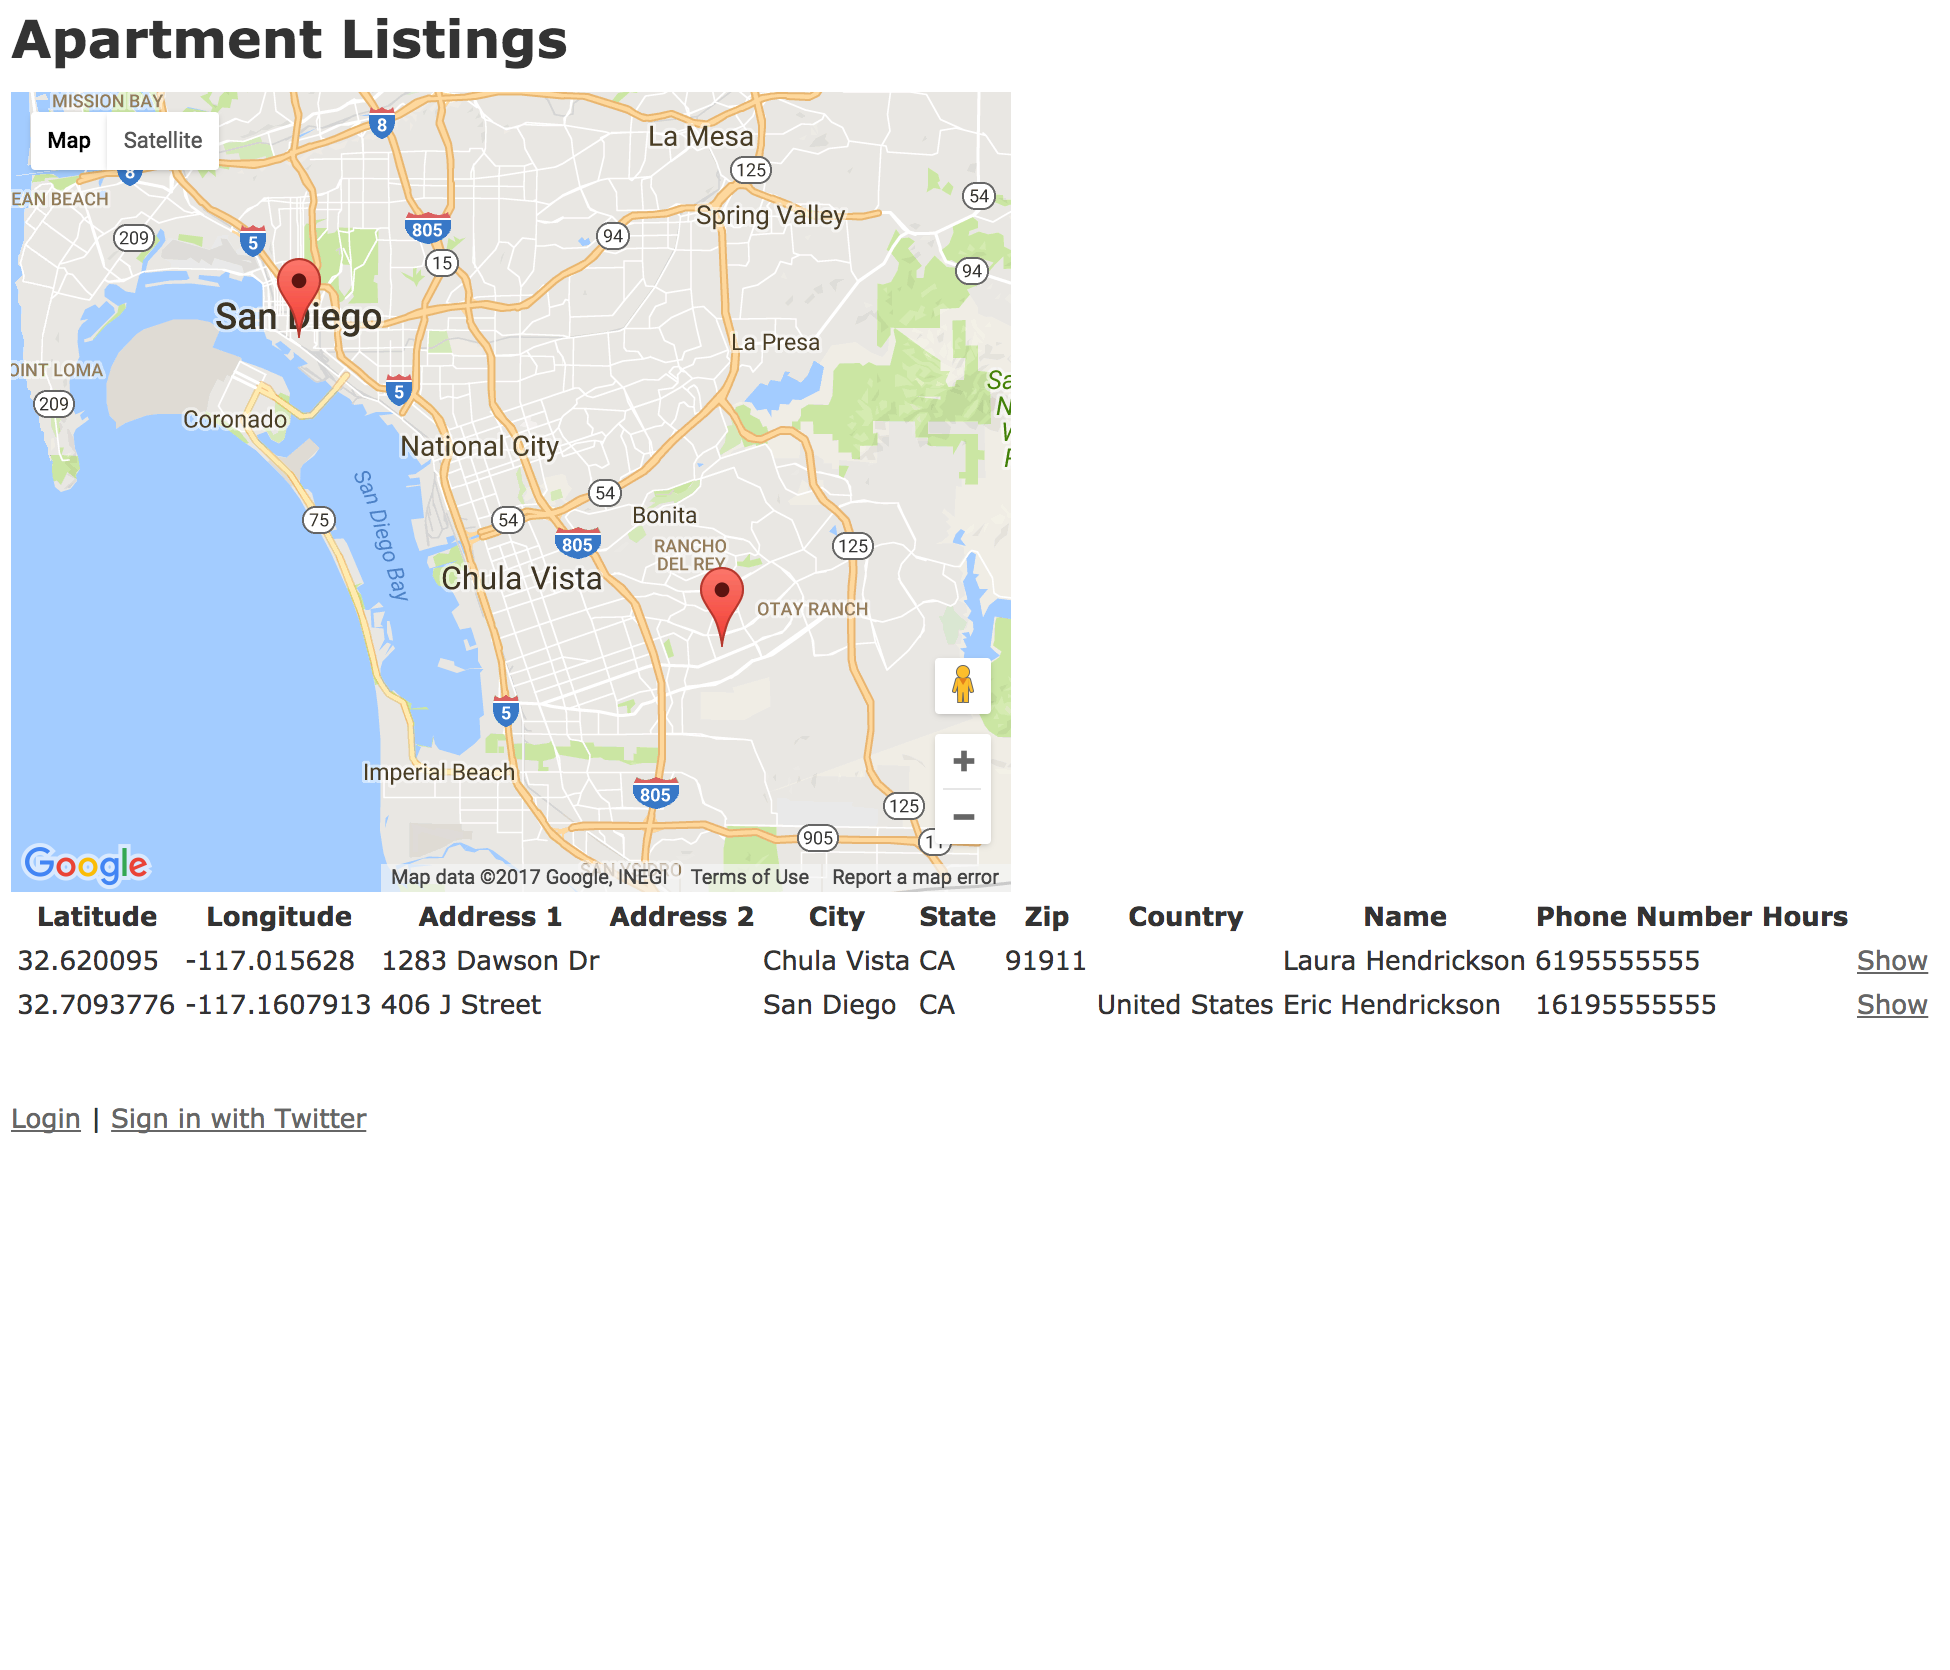 Apartment Listings
MISSION BAY
Map Satellite
8
La Mesa
125
8
EAN BEACH
54
Spring Valley
209
5
805
94
15
94
San Diego
La Presa
OINT LOMA
Sa
209
5
N
Coronado
National City
San Diego Bay
54
75
54
Bonita
805
RANCHO
DEL REY
125
Chula Vista
OTAY RANCH
5
Imperial Beach
805
125
905
11
Google
SAN YSIDRO
Map data ©2017 Google, INEGI Terms of Use Report a map error
Latitude Longitude Address 1 Address 2 City State Zip Country Name Phone Number Hours
32.620095 -117.015628 1283 Dawson Dr Chula Vista CA 91911 Laura Hendrickson 6195555555 Show
32.7093776 -117.1607913 406 J Street San Diego CA United States Eric Hendrickson 16195555555 Show
Login | Sign in with Twitter